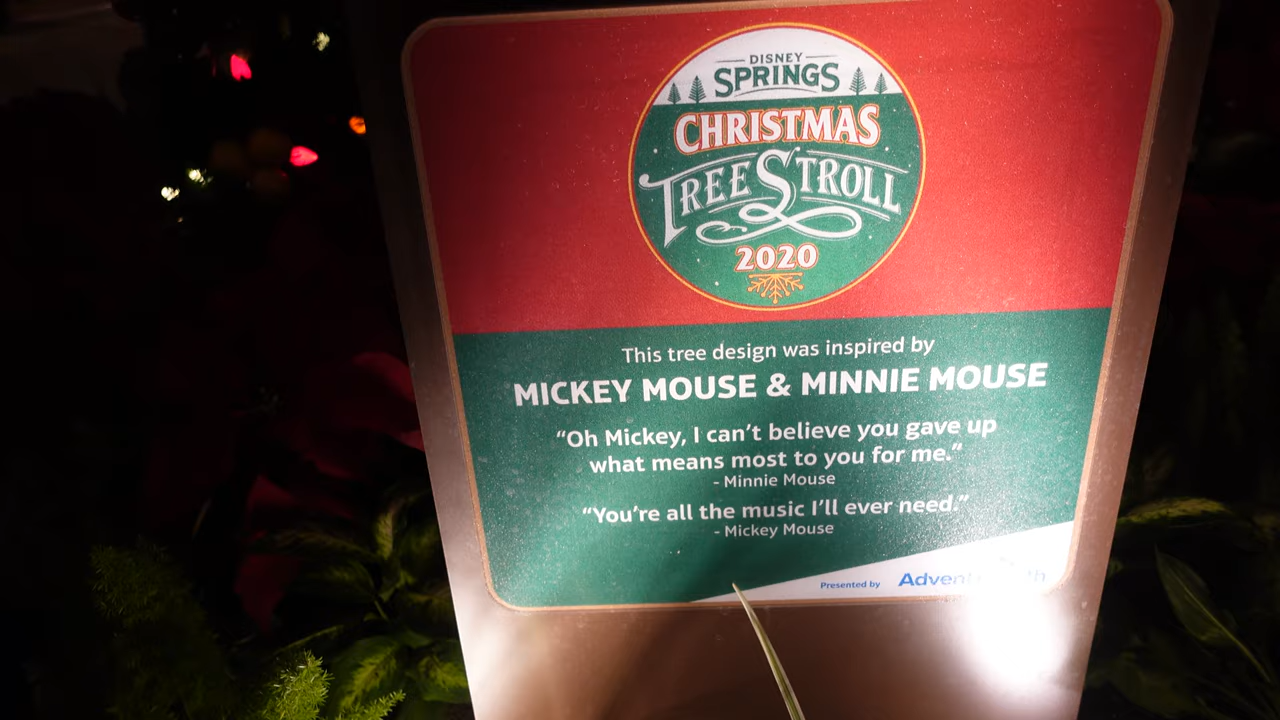 DISNEY
SPRINGS
CHRISTMAS
TREE STROLL
2020
This tree design was inspired by
MICKEY MOUSE & MINNIE MOUSE
“Oh Mickey, I can’t believe you gave up
what means most to you for me.”
- Minnie Mouse
“You’re all the music I’ll ever need.”
- Mickey Mouse
Presented by